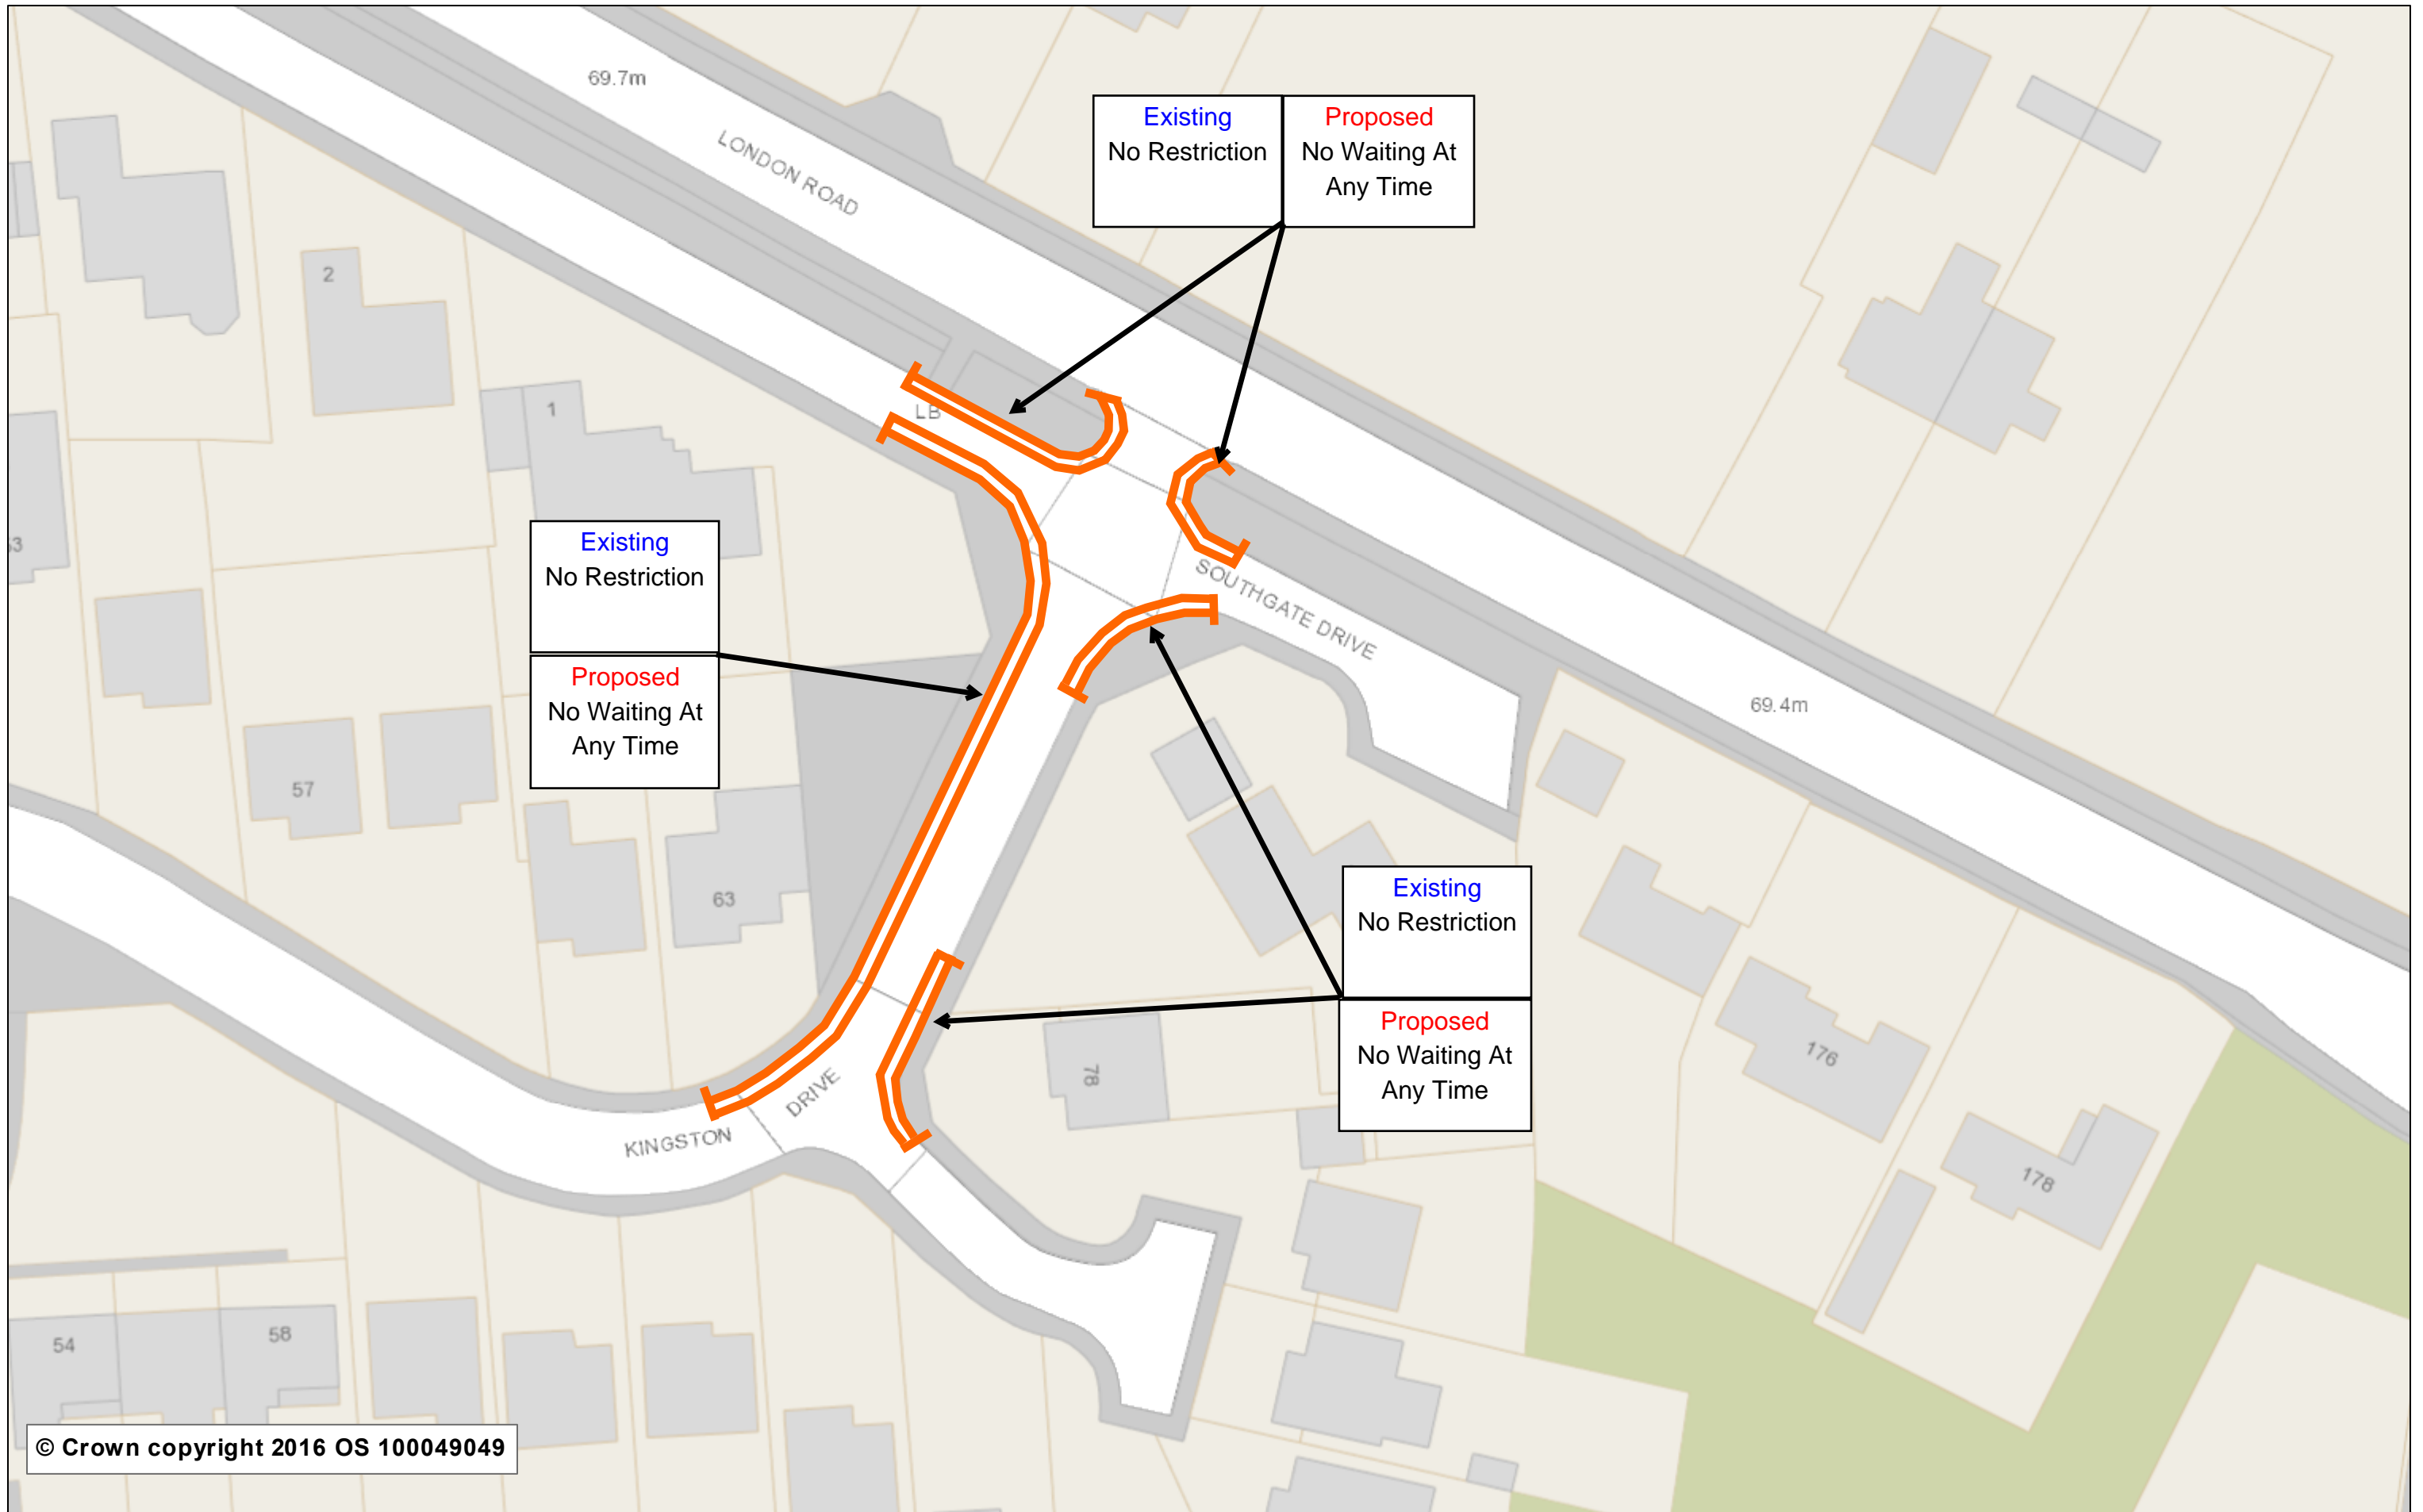 69.7m
LONDON ROAD
Existing
No Restriction
Proposed
No Waiting At
Any Time
2
1
LB
53
Existing
No Restriction
Proposed
No Waiting At
Any Time
SOUTHGATE DRIVE
69.4m
57
63
Existing
No Restriction
Proposed
No Waiting At
Any Time
78
176
178
KINGSTON DRIVE
54
58
© Crown copyright 2016 OS 100049049